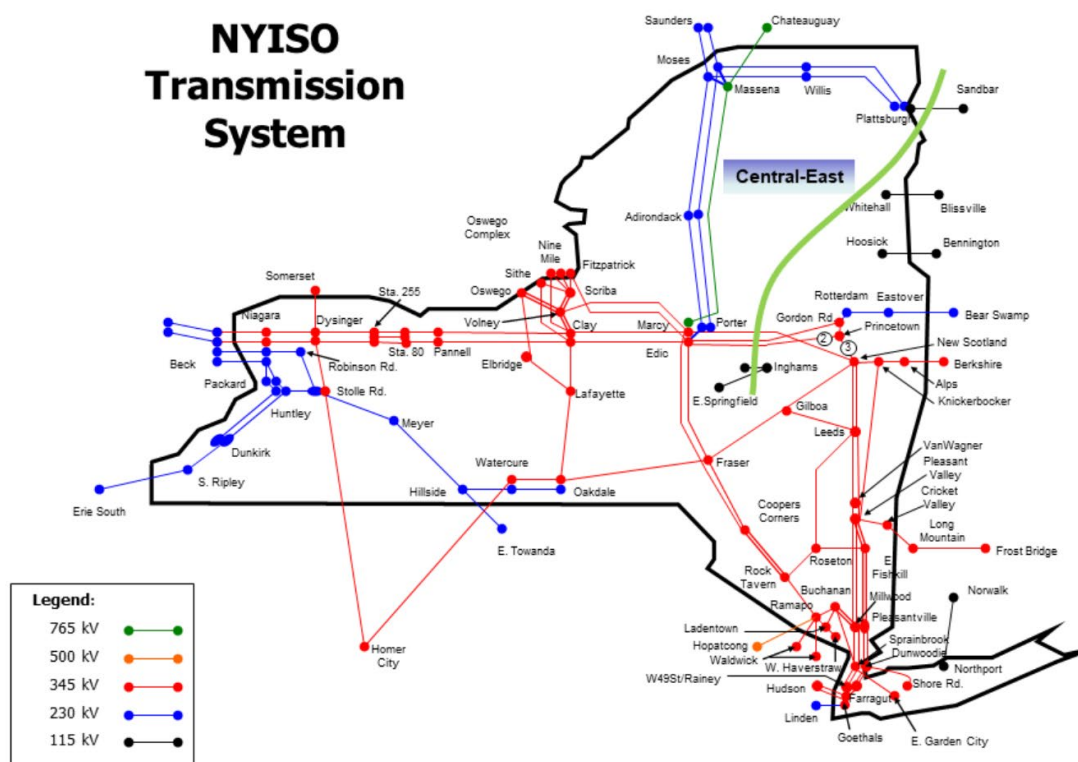 NYISO
Transmission
System
Saunders
Chateauguay
Moses
Massena
Willis
Plattsburgh
Sandbar
Central-East
Adirondack
Whitehall
Blissville
Hoosick
Bennington
Oswego
Complex
Nine
Mile
Fitzpatrick
Sithe
Oswego
Scriba
Volney
Clay
Somerset
Sta. 255
Niagara
Dysinger
Sta. 80
Pannell
Beck
Robinson Rd.
Packard
Stolle Rd.
Huntley
Dunkirk
S. Ripley
Erie South
Meyer
Elbridge
Lafayette
Marcy
Porter
Edic
Rotterdam
Eastover
Bear Swamp
Gordon Rd.
Princetown
2
3
New Scotland
Berkshire
Alps
Knickerbocker
Inghams
E.Springfield
Gilboa
Leeds
Fraser
Watercure
Hillside
Oakdale
E. Towanda
VanWagner
Pleasant
Valley
Cricket
Valley
Long
Mountain
Frost Bridge
Coopers
Corners
Roseton
E.
Fishkill
Rock
Tavern
Buchanan
Millwood
Ramapo
Pleasantville
Norwalk
Ladentown
Hopatcong
Waldwick
W. Haverstraw
Sprainbrook
Dunwoodie
Northport
W49St/Rainey
Hudson
Farragut
Shore Rd.
Linden
Goethals
E. Garden City
Homer
City
Legend:
765 kV
500 kV
345 kV
230 kV
115 kV